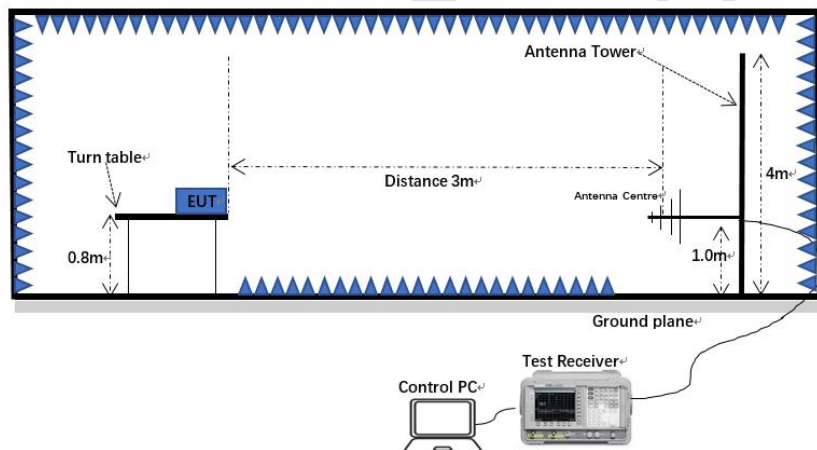 Antenna Tower
Turn table
Distance 3m
4m
EUT
Antenna Centre
0.8m
1.0m
Ground plane
Test Receiver
Control PC